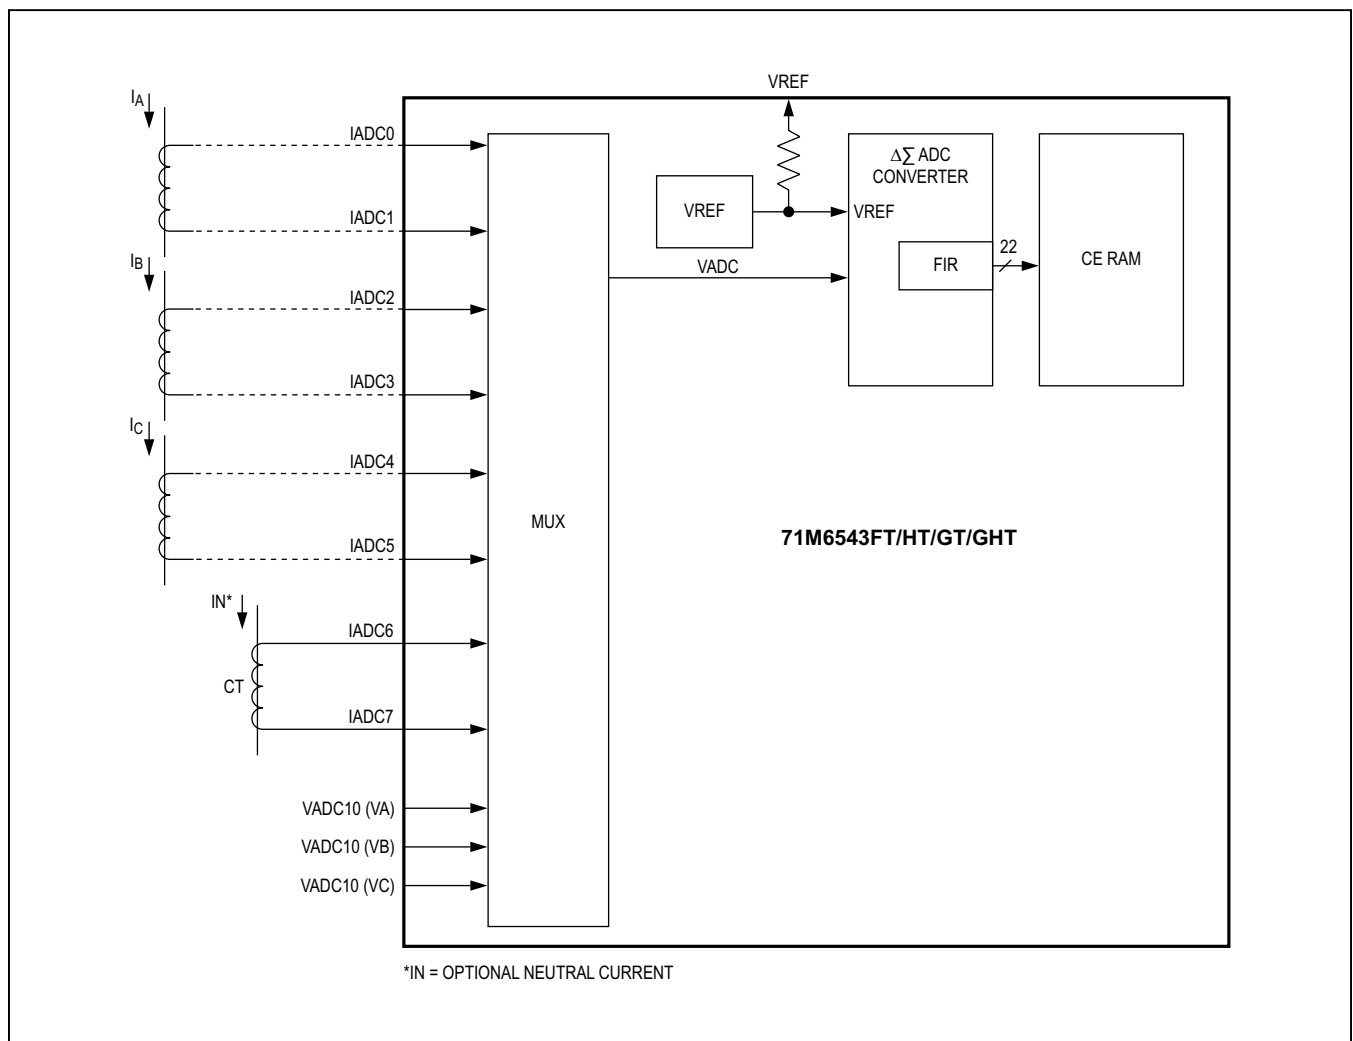 VREF
IA
IADC0
IADC1
IB
IADC2
IADC3
IC
IADC4
IADC5
IN*
IADC6
CT
IADC7
VADC10 (VA)
VADC10 (VB)
VADC10 (VC)
MUX
VREF
VADC
ΔΣ ADC
CONVERTER
VREF
FIR
22
CE RAM
71M6543FT/HT/GT/GHT
*IN = OPTIONAL NEUTRAL CURRENT